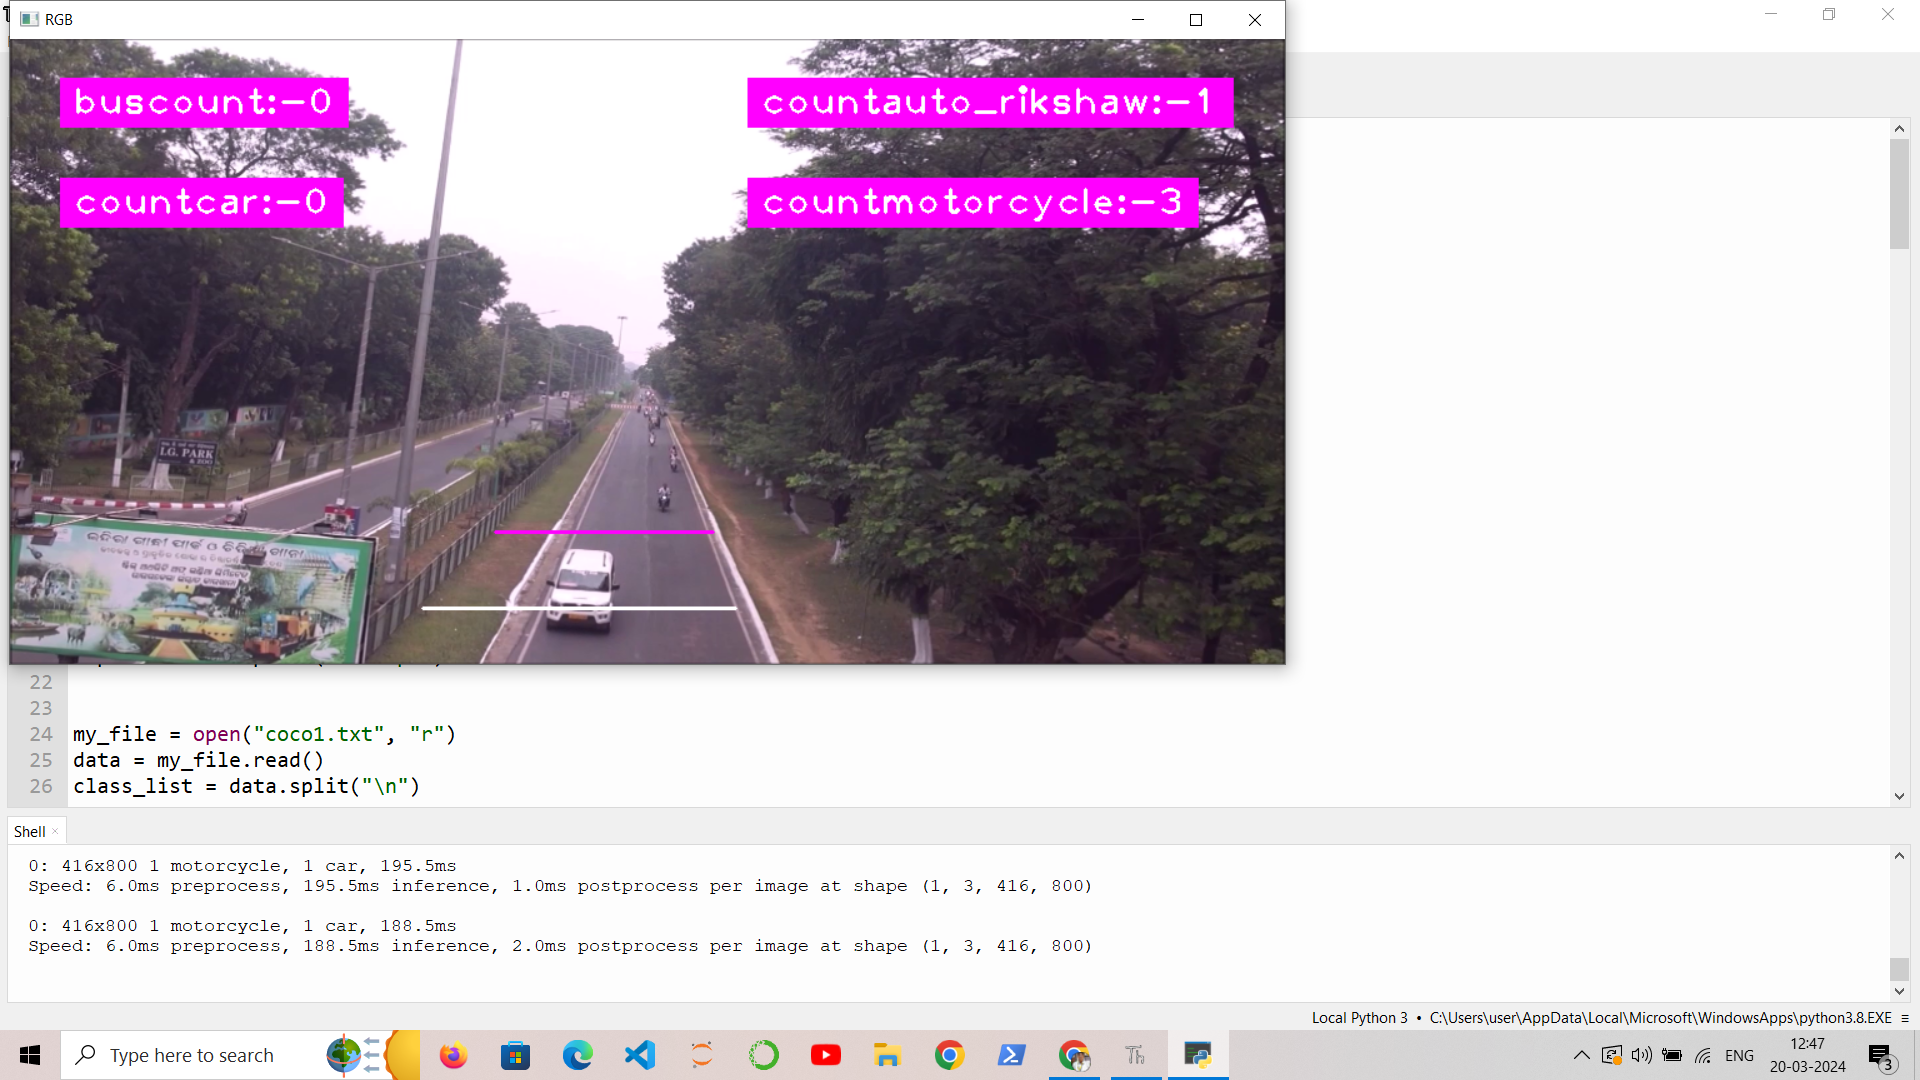 RGB
buscount:-0
countauto_rikshaw:-1
countcar:-0
countmotorcycle:-3
I.G. PARK
& ZOO
22
23
24 my_file = open("coco1.txt", "r")
25 data = my_file.read()
26 class_list = data.split("\n")
Shell ×
0: 416x800 1 motorcycle, 1 car, 195.5ms
Speed: 6.0ms preprocess, 195.5ms inference, 1.0ms postprocess per image at shape (1, 3, 416, 800)
0: 416x800 1 motorcycle, 1 car, 188.5ms
Speed: 6.0ms preprocess, 188.5ms inference, 2.0ms postprocess per image at shape (1, 3, 416, 800)
Local Python 3 • C:\Users\user\AppData\Local\Microsoft\WindowsApps\python3.8.EXE ≡
Type here to search
Th
ENG
12:47
20-03-2024
3